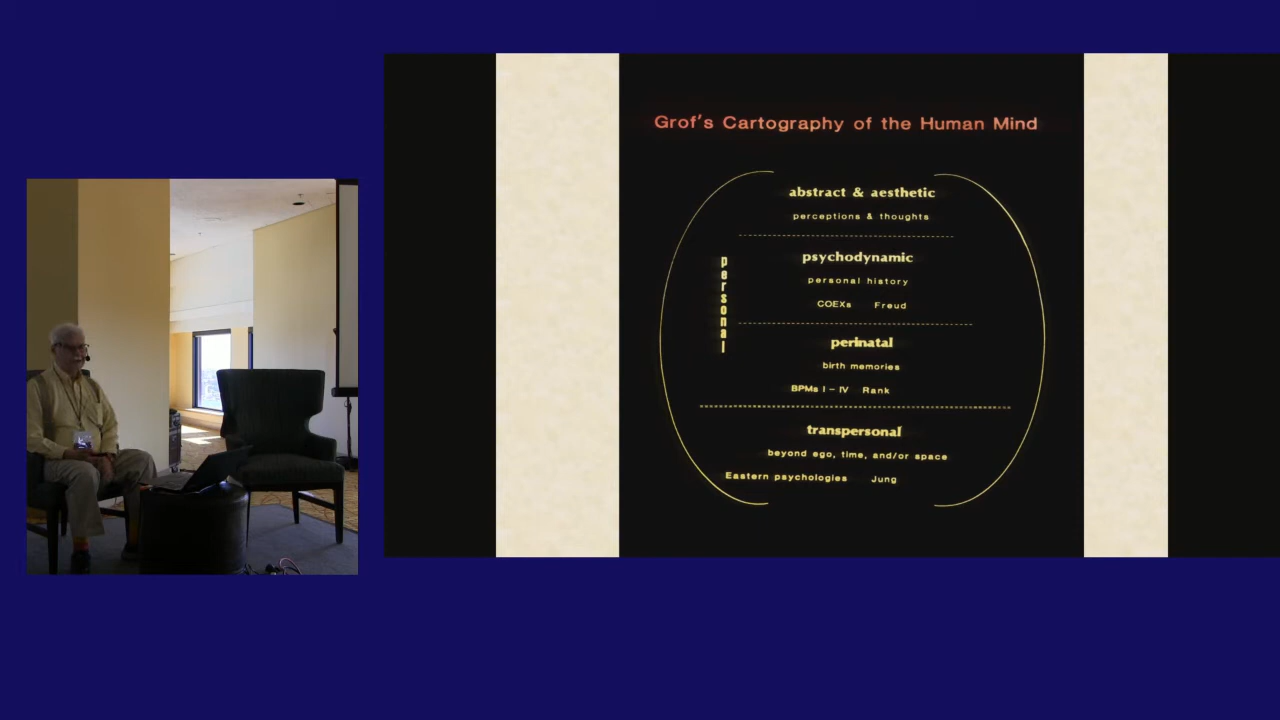 Grof's Cartography of the Human Mind
abstract & aesthetic
perceptions & thoughts
personal
psychodynamic
personal history
COEXs Freud
perinatal
birth memories
BPMs I – IV Rank
transpersonal
beyond ego, time, and/or space
Eastern psychologies Jung